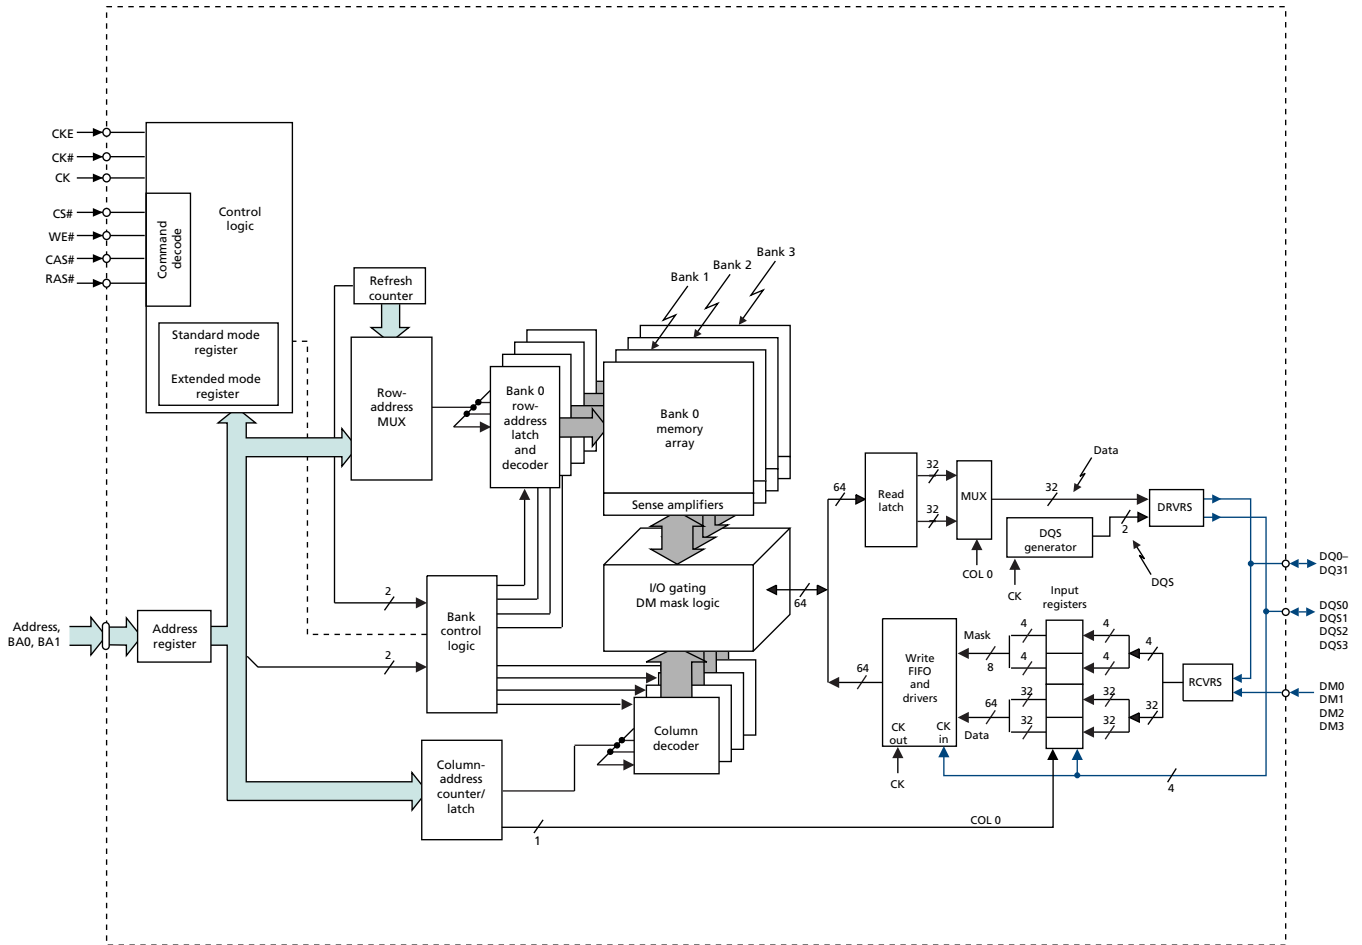 CKE
CK#
CK
CS#
WE#
CAS#
RAS#
Command
decode
Control
logic
Standard mode
register
Extended mode
register
Refresh
counter
Row-
address
MUX
Bank 0
row-
address
latch
and
decoder
Bank 1
Bank 2
Bank 3
Bank 0
memory
array
Sense amplifiers
I/O gating
DM mask logic
64
Address,
BA0, BA1
Address
register
2
2
Bank
control
logic
Column-
address
counter/
latch
1
COL 0
Column
decoder
64
Read
latch
32
32
MUX
COL 0
32
Data
DQS
generator
CK
2
DQS
DRVRS
DQ0–
DQ31
DQS0
DQS1
DQS2
DQS3
DM0
DM1
DM2
DM3
RCVRS
Input
registers
4
4
4
4
4
32
32
32
32
32
Mask
8
64
Data
Write
FIFO
and
drivers
CK
out
CK
in
CK
64
4